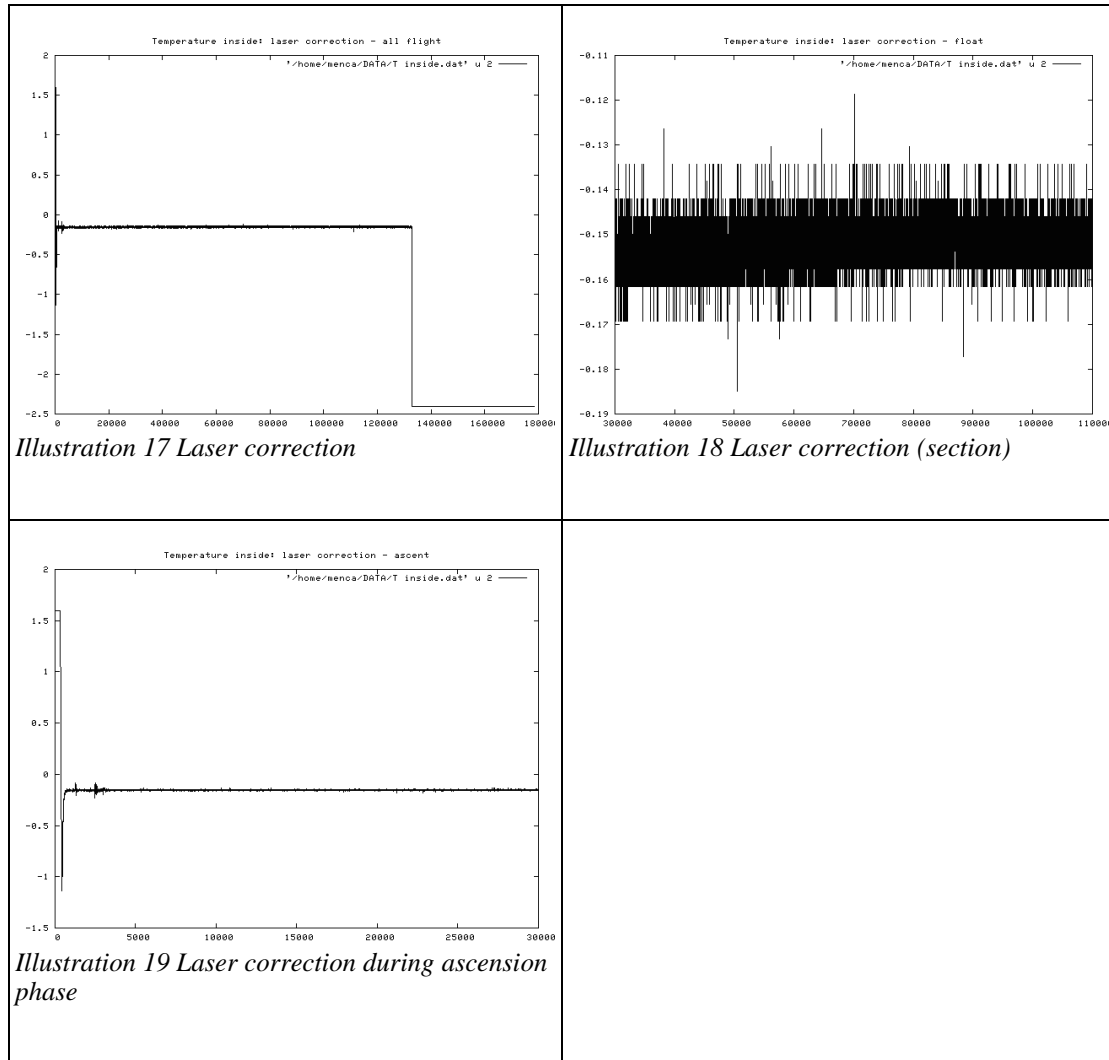 Temperature inside: laser correction - all flight
2
'/home/menca/DATA/T inside.dat' u 2
1.5
1
0.5
0
-0.5
-1
-1.5
-2
-2.5
0 20000 40000 60000 80000 100000 120000 140000 160000 180000
Illustration 17 Laser correction
Temperature inside: laser correction - float
-0.11
'/home/menca/DATA/T inside.dat' u 2
-0.12
-0.13
-0.14
-0.15
-0.16
-0.17
-0.18
-0.19
30000 40000 50000 60000 70000 80000 90000 100000 110000
Illustration 18 Laser correction (section)
Temperature inside: laser correction - ascent
2
'/home/menca/DATA/T inside.dat' u 2
1.5
1
0.5
0
-0.5
-1
-1.5
0 5000 10000 15000 20000 25000 30000
Illustration 19 Laser correction during ascension
phase